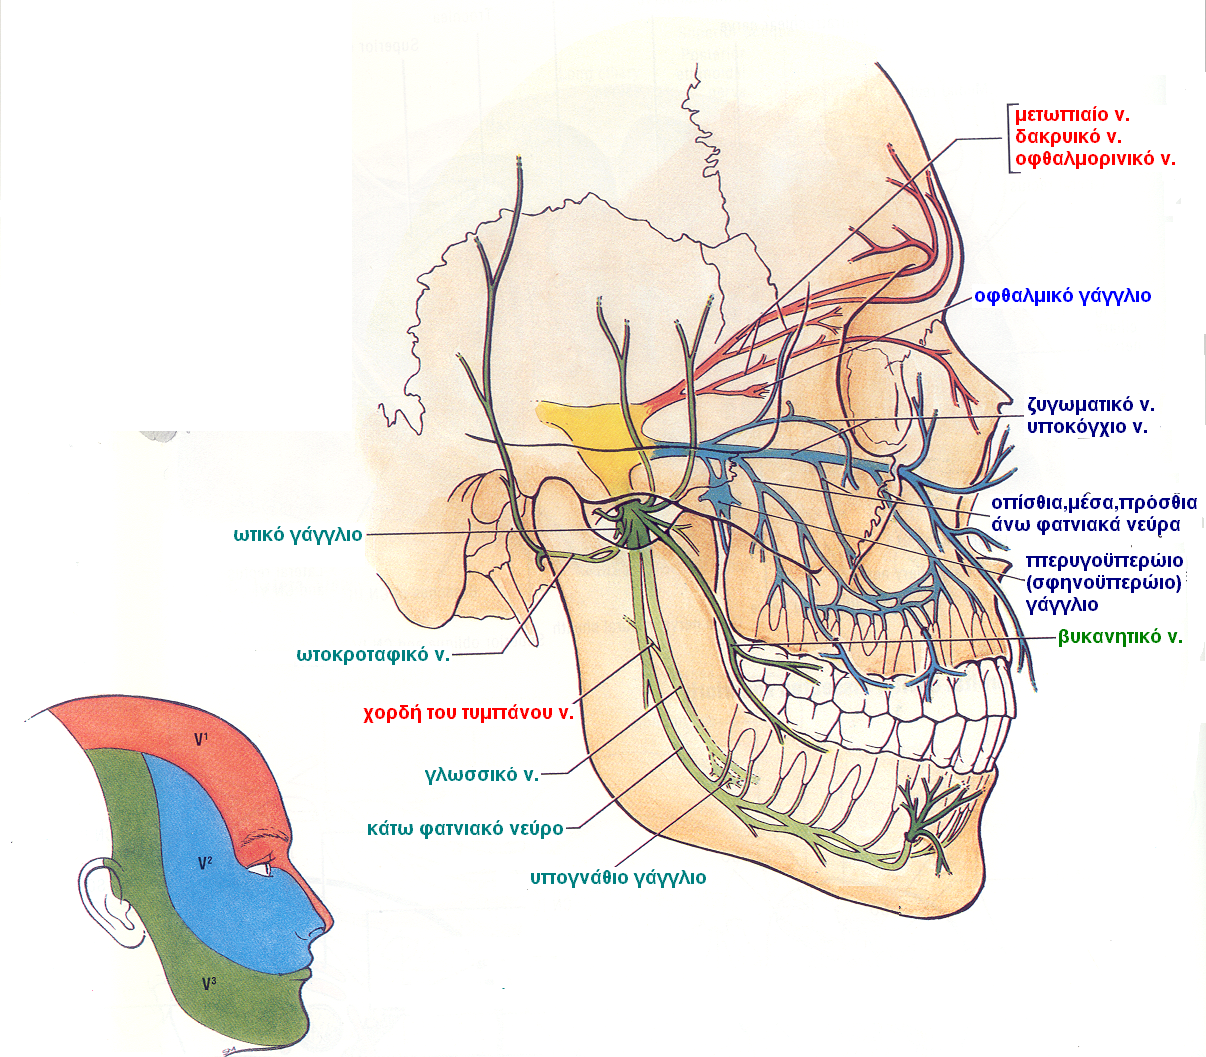 μετωπιαίο ν.
δακρυικό ν.
οφθαλμορινικό ν.
οφθαλμικό γάγγλιο
ζυγωματικό ν.
υποκόγχιο ν.
οπίσθια,μέσα,πρόσθια
άνω φατνιακά νεύρα
πτερυγοϋπερώιο
(σφηνοϋπερώιο)
γάγγλιο
βυκανητικό ν.
ωτικό γάγγλιο
ωτοκροταφικό ν.
χορδή του τυμπάνου ν.
γλωσσικό ν.
κάτω φατνιακό νεύρο
υπογνάθιο γάγγλιο
V¹
V²
V³